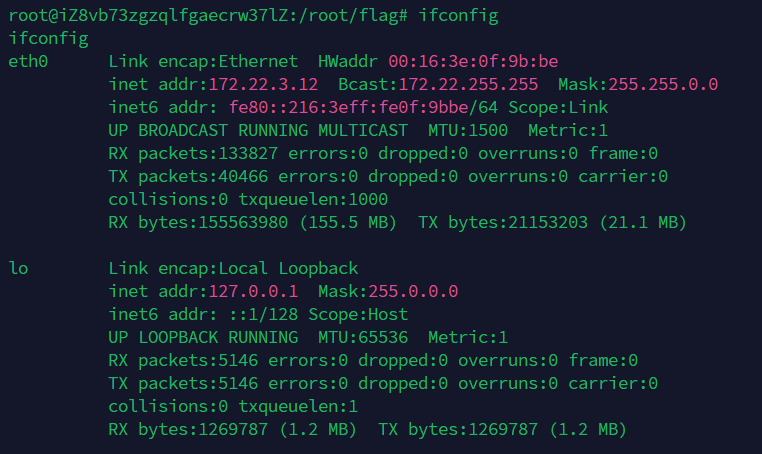 root@iZ8vb73zgzqlfgaecrw37lZ:/root/flag# ifconfig
ifconfig
eth0      Link encap:Ethernet  HWaddr 00:16:3e:0f:9b:be
          inet addr:172.22.3.12  Bcast:172.22.255.255  Mask:255.255.0.0
          inet6 addr: fe80::216:3eff:fe0f:9bbe/64 Scope:Link
          UP BROADCAST RUNNING MULTICAST  MTU:1500  Metric:1
          RX packets:133827 errors:0 dropped:0 overruns:0 frame:0
          TX packets:40466 errors:0 dropped:0 overruns:0 carrier:0
          collisions:0 txqueuelen:1000
          RX bytes:155563980 (155.5 MB)  TX bytes:21153203 (21.1 MB)

lo        Link encap:Local Loopback
          inet addr:127.0.0.1  Mask:255.0.0.0
          inet6 addr: ::1/128 Scope:Host
          UP LOOPBACK RUNNING  MTU:65536  Metric:1
          RX packets:5146 errors:0 dropped:0 overruns:0 frame:0
          TX packets:5146 errors:0 dropped:0 overruns:0 carrier:0
          collisions:0 txqueuelen:1
          RX bytes:1269787 (1.2 MB)  TX bytes:1269787 (1.2 MB)